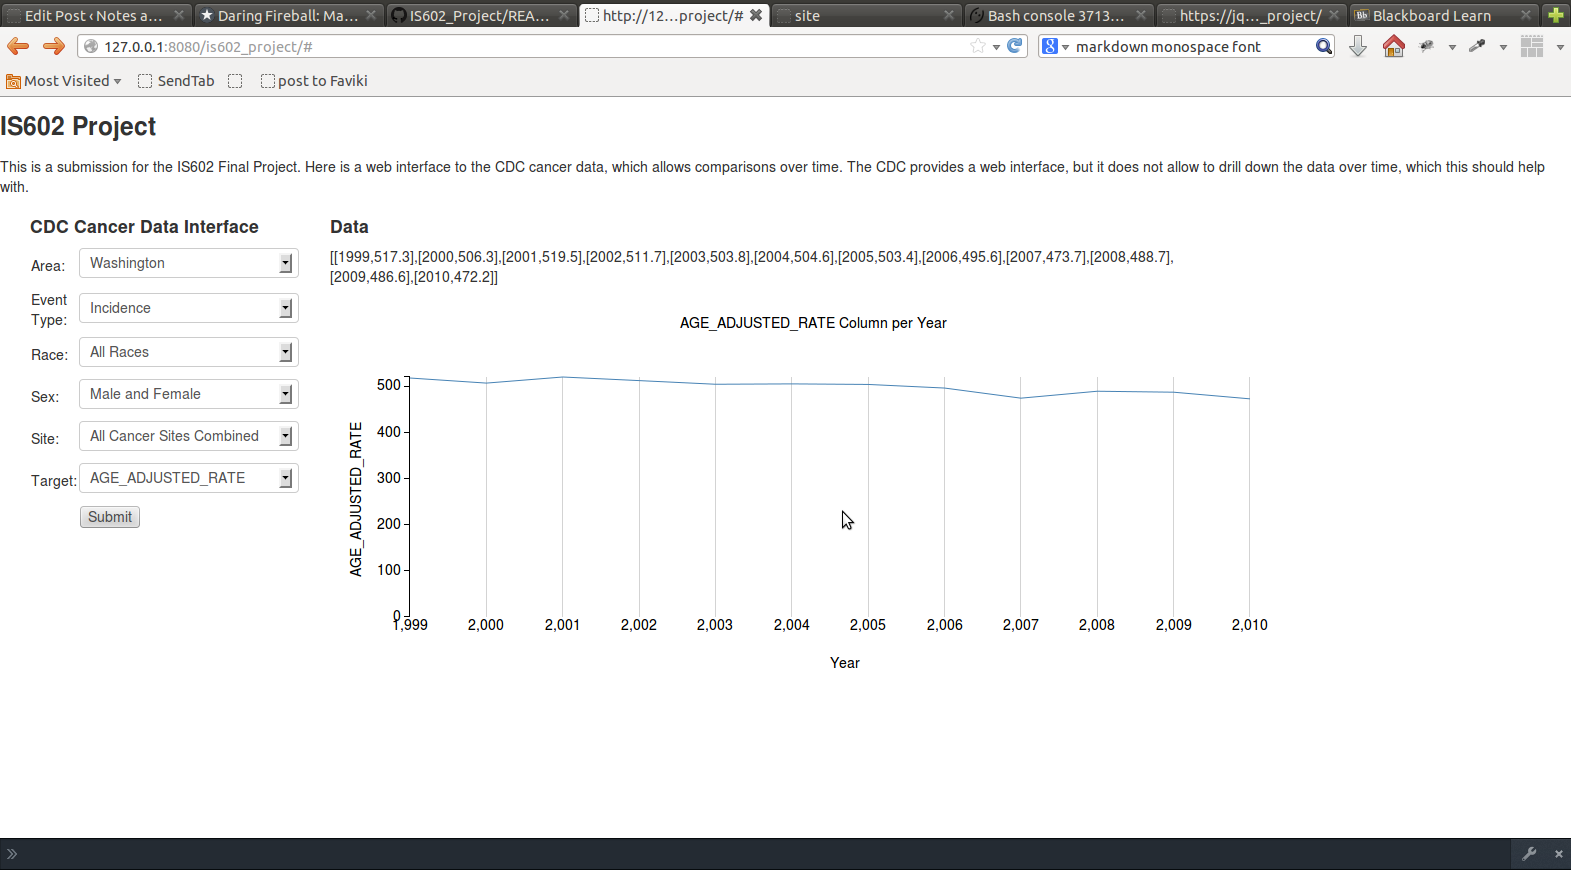 Edit Post ‹ Notes a... Daring Fireball: Ma... IS602_Project/REA... http://12...project/# site Bash console 3713... https://jq..._project/ Bb Blackboard Learn
127.0.0.1:8080/is602_project/# 8 markdown monospace font
Most Visited SendTab post to Faviki
IS602 Project
This is a submission for the IS602 Final Project. Here is a web interface to the CDC cancer data, which allows comparisons over time. The CDC provides a web interface, but it does not allow to drill down the data over time, which this should help
with.
CDC Cancer Data Interface
Area: Washington
Event
Type: Incidence
Race: All Races
Sex: Male and Female
Site: All Cancer Sites Combined
Target: AGE_ADJUSTED_RATE
Submit
Data
[[1999,517.3],[2000,506.3],[2001,519.5],[2002,511.7],[2003,503.8],[2004,504.6],[2005,503.4],[2006,495.6],[2007,473.7],[2008,488.7],
[2009,486.6],[2010,472.2]]
AGE_ADJUSTED_RATE Column per Year
AGE_ADJUSTED_RATE
500
400
300
200
100
0
1,999 2,000 2,001 2,002 2,003 2,004 2,005 2,006 2,007 2,008 2,009 2,010
Year